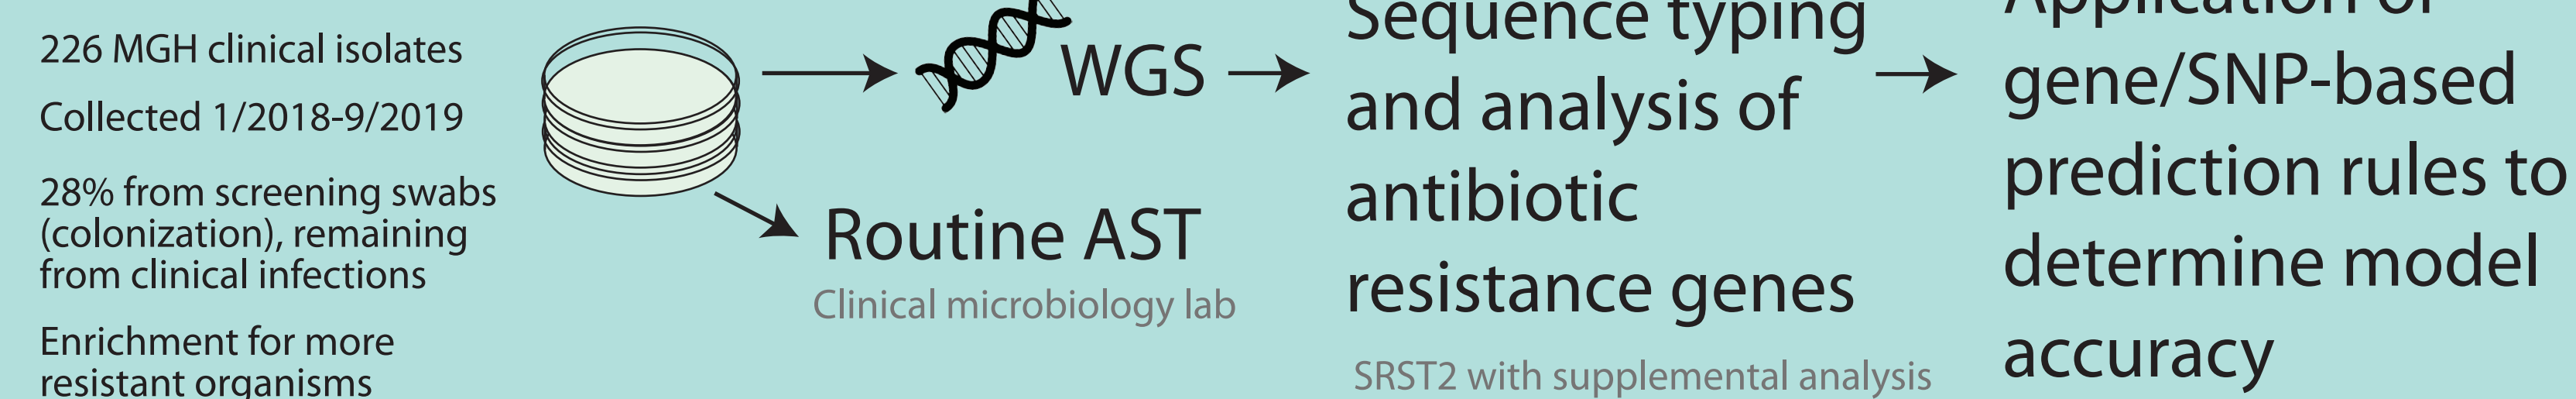 226 MGH clinical isolates
Collected 1/2018-9/2019
28% from screening swabs
(colonization), remaining
from clinical infections
Enrichment for more
resistant organisms
WGS
Routine AST
Clinical microbiology lab
Sequence typing
and analysis of
antibiotic
resistance genes
SRST2 with supplemental analysis
Application of
gene/SNP-based
prediction rules to
determine model
accuracy